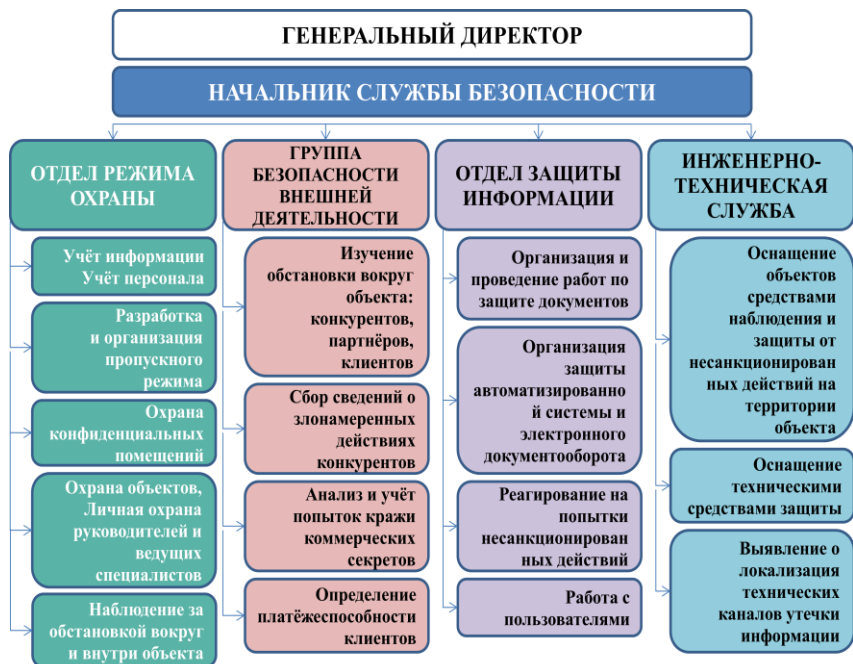 ГЕНЕРАЛЬНЫЙ ДИРЕКТОР
НАЧАЛЬНИК СЛУЖБЫ БЕЗОПАСНОСТИ
ОТДЕЛ РЕЖИМА
ОХРАНЫ
Учёт информации
Учёт персонала
Разработка
и организация
пропускного
режима
Охрана
конфиденциальных
помещений
Охрана объектов,
Личная охрана
руководителей и
ведущих
специалистов
Наблюдение за
обстановкой вокруг
и внутри объекта
ГРУППА
БЕЗОПАСНОСТИ
ВНЕШНЕЙ
ДЕЯТЕЛЬНОСТИ
Изучение
обстановки вокруг
объекта:
конкурентов,
партнёров,
клиентов
Сбор сведений о
злонамеренных
действиях
конкурентов
Анализ и учёт
попыток кражи
коммерческих
секретов
Определение
платёжеспособности
клиентов
ОТДЕЛ ЗАЩИТЫ
ИНФОРМАЦИИ
Организация и
проведение работ по
защите документов
Организация
защиты
автоматизированно
й системы и
электронного
документооборота
Реагирование на
попытки
несанкционирован
ных действий
Работа с
пользователями
ИНЖЕНЕРНО-
ТЕХНИЧЕСКАЯ
СЛУЖБА
Оснащение
объектов
средствами
наблюдения и
защиты от
несанкционирован
ных действий на
территории
объекта
Оснащение
техническими
средствами защиты
Выявление о
локализация
технических
каналов утечки
информации